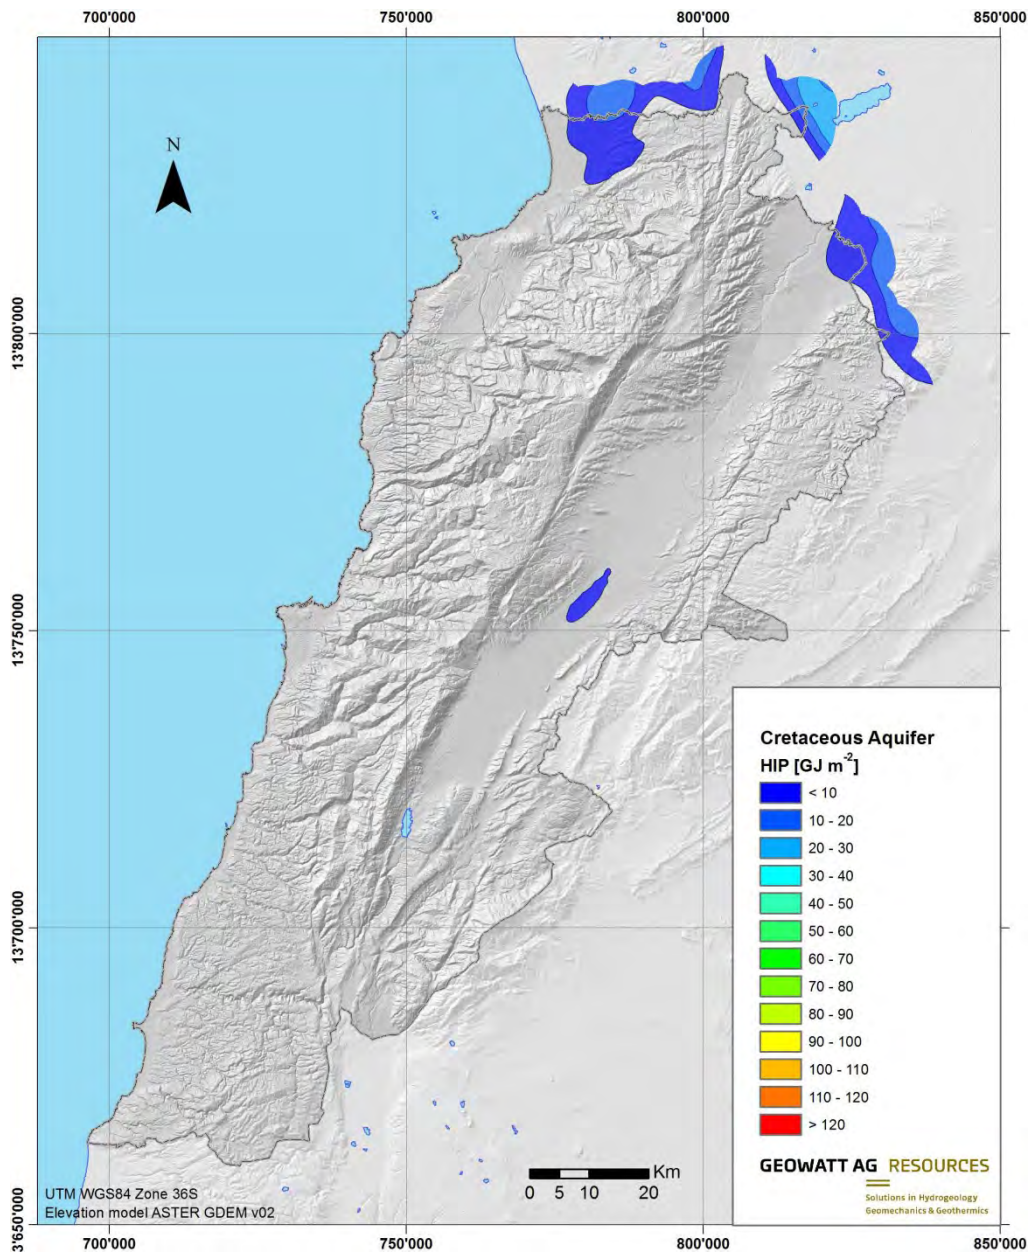 700'000
750'000
800'000
850'000
N
13'80'000
13'750'000
13'700'000
3'650'000
Cretaceous Aquifer
HIP [GJ m-2]
< 10
10 - 20
20 - 30
30 - 40
40 - 50
50 - 60
60 - 70
70 - 80
80 - 90
90 - 100
100 - 110
110 - 120
> 120
GEOWATT AG RESOURCES
Solutions in Hydrogeology
Geomechanics & Geothermics
Km
0 5 10 20
UTM WGS84 Zone 36S
Elevation model ASTER GDEM v02
700'000
750'000
800'000
850'000